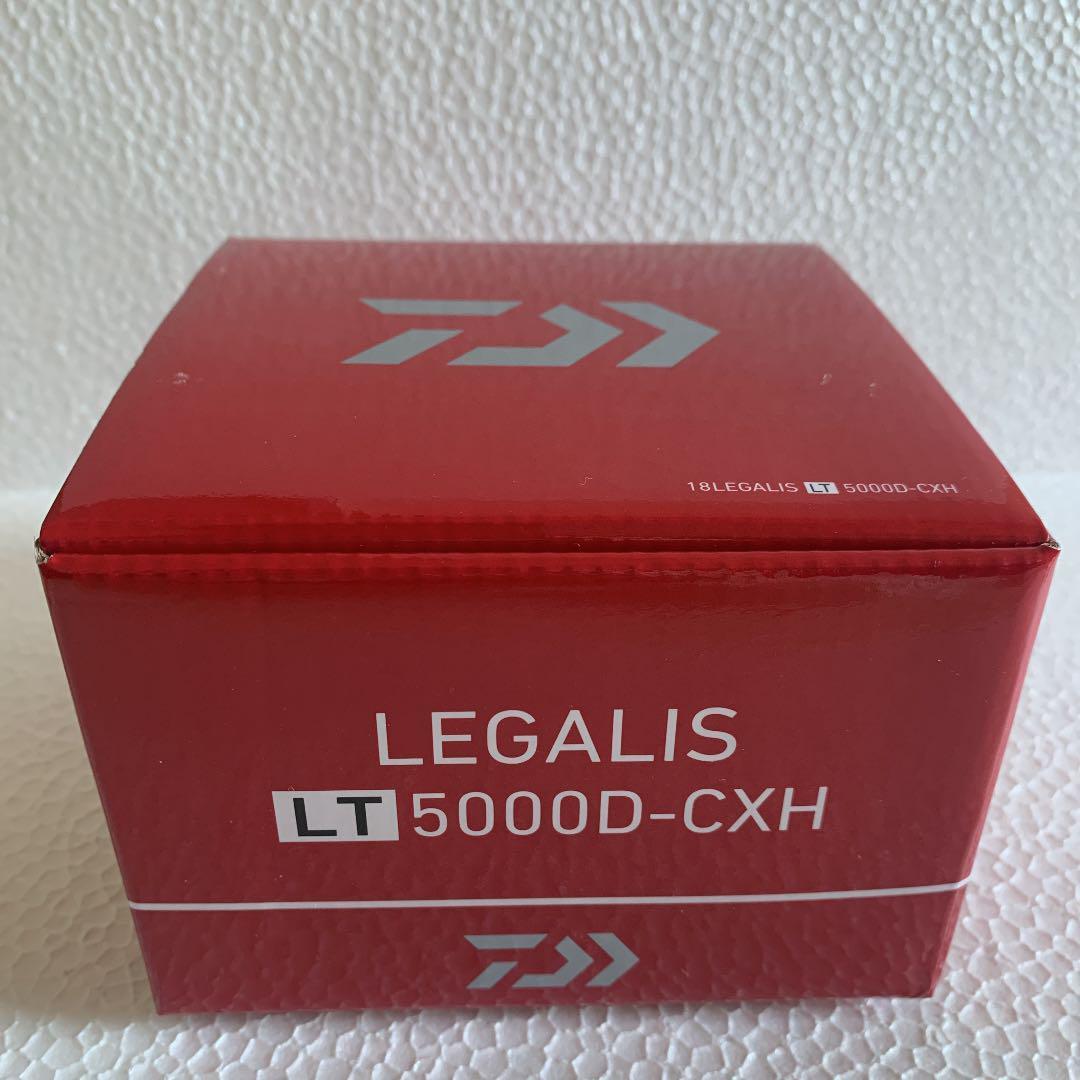 18LEGALIS LT 5000D-CXH
LEGALIS
LT 5000D-CXH